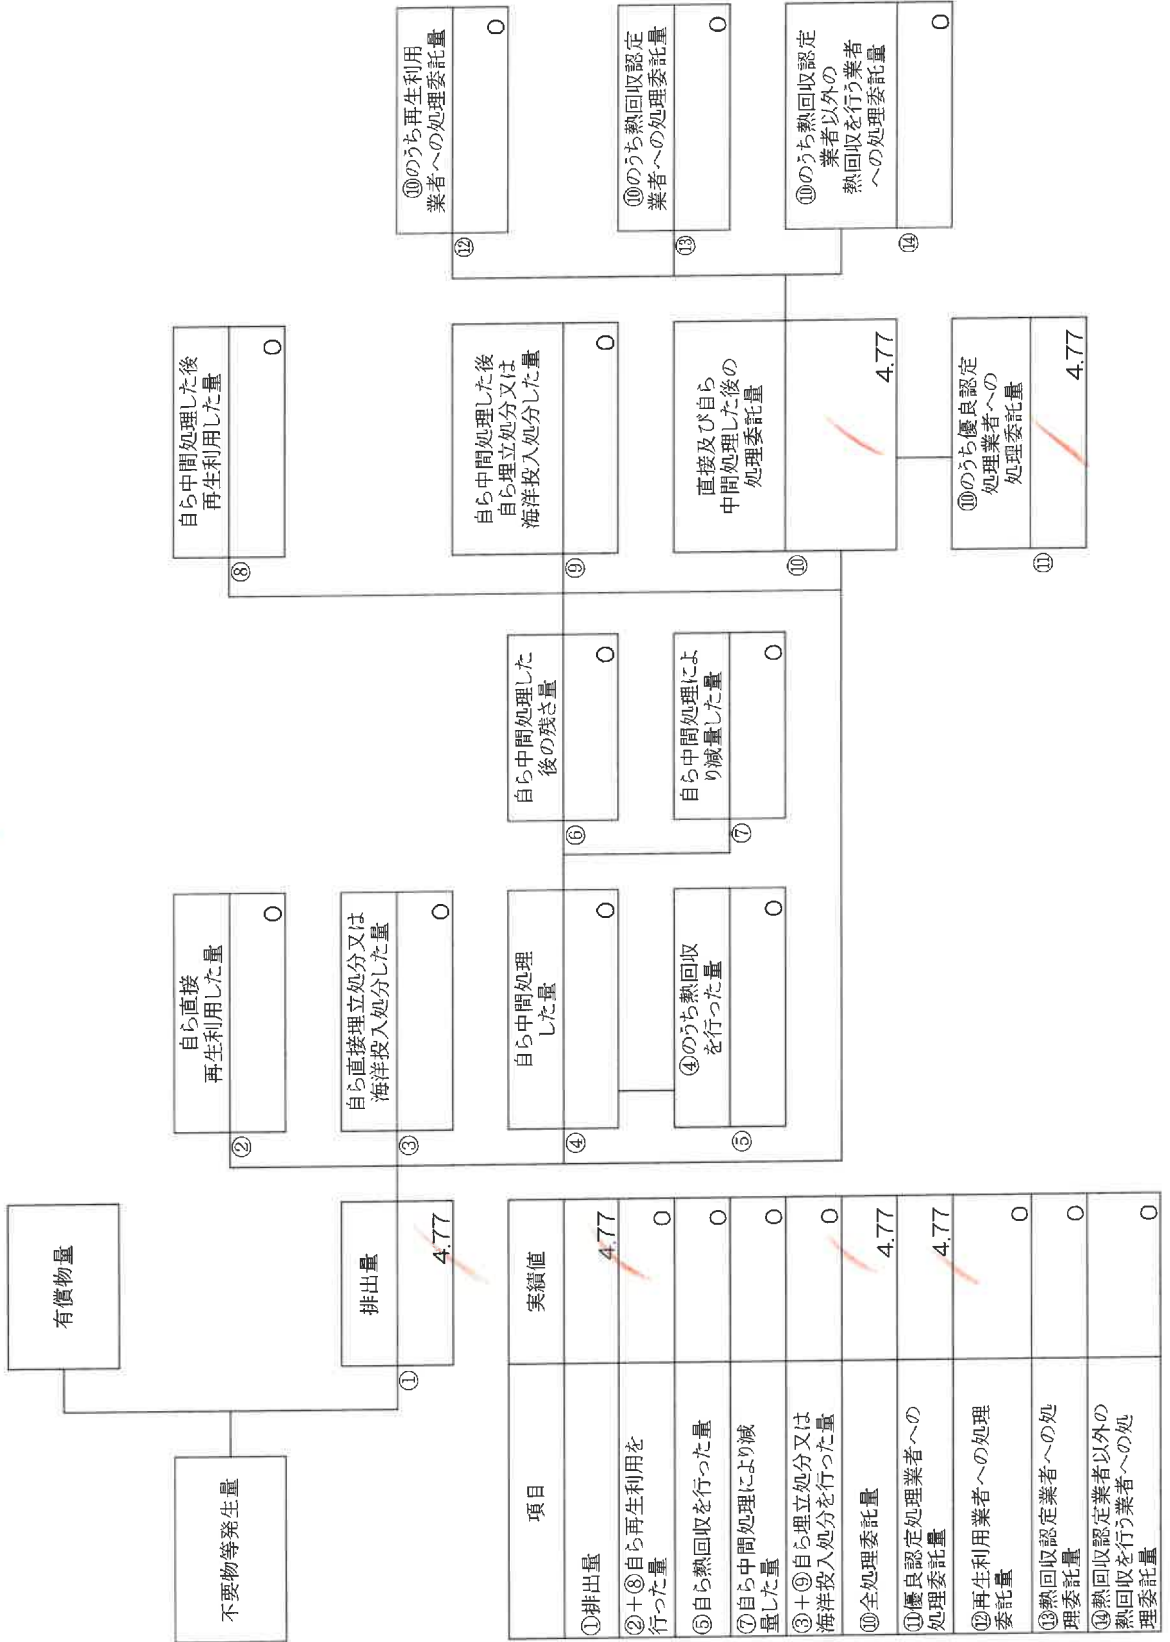 不要物等発生量
有償物量
排出量
①
4.77
自ら直接
再生利用した量
②
0
自ら直接埋立処分又は
海洋投入処分した量
③
0
自ら中間処理
した量
④
0
④のうち熱回収
を行った量
⑤
0
自ら中間処理した
後の残さ量
⑥
0
自ら中間処理によ
り減量した量
⑦
0
自ら中間処理した後
再生利用した量
⑧
0
自ら中間処理した後
自ら埋立処分又は
海洋投入処分した量
⑨
0
直接及び自ら
中間処理した後の
処理委託量
⑩
4.77
⑩のうち優良認定
処理業者への
処理委託量
⑪
4.77
⑩のうち再生利用
業者への処理委託量
⑫
0
⑩のうち熱回収認定
業者への処理委託量
⑬
0
⑩のうち熱回収認定
業者以外の
熱回収を行う業者
への処理委託量
⑭
0
項目 実績値
①排出量 4.77
②+⑧自ら再生利用を
行った量 0
⑤自ら熱回収を行った量 0
⑦自ら中間処理により減
量した量 0
③+⑨自ら埋立処分又は
海洋投入処分を行った量 0
⑩全処理委託量 4.77
⑪優良認定処理業者への
処理委託量 4.77
⑫再生利用業者への処理
委託量 0
⑬熱回収認定業者への処
理委託量 0
⑭熱回収認定業者以外の
熱回収を行う業者への処
理委託量 0